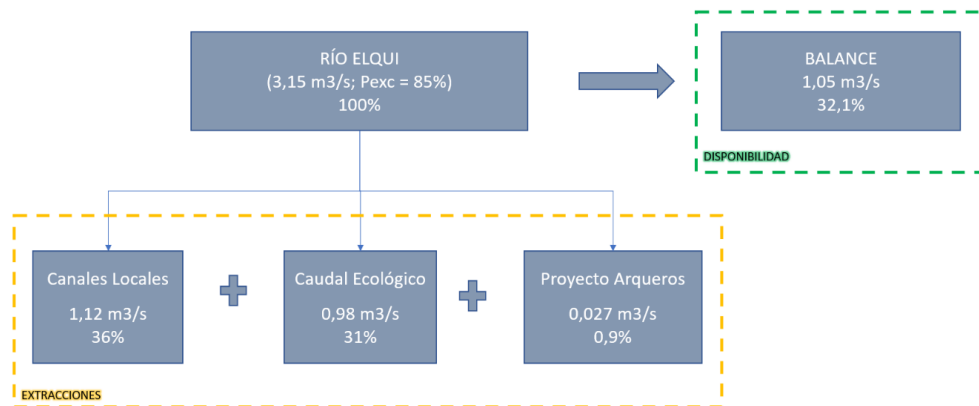 RÍO ELQUI
(3,15 m3/s; Pexc = 85%)
100%
BALANCE
1,05 m3/s
32,1%
DISPONIBILIDAD
Canales Locales
1,12 m3/s
36%
Caudal Ecológico
0,98 m3/s
31%
Proyecto Arqueros
0,027 m3/s
0,9%
EXTRACCIONES